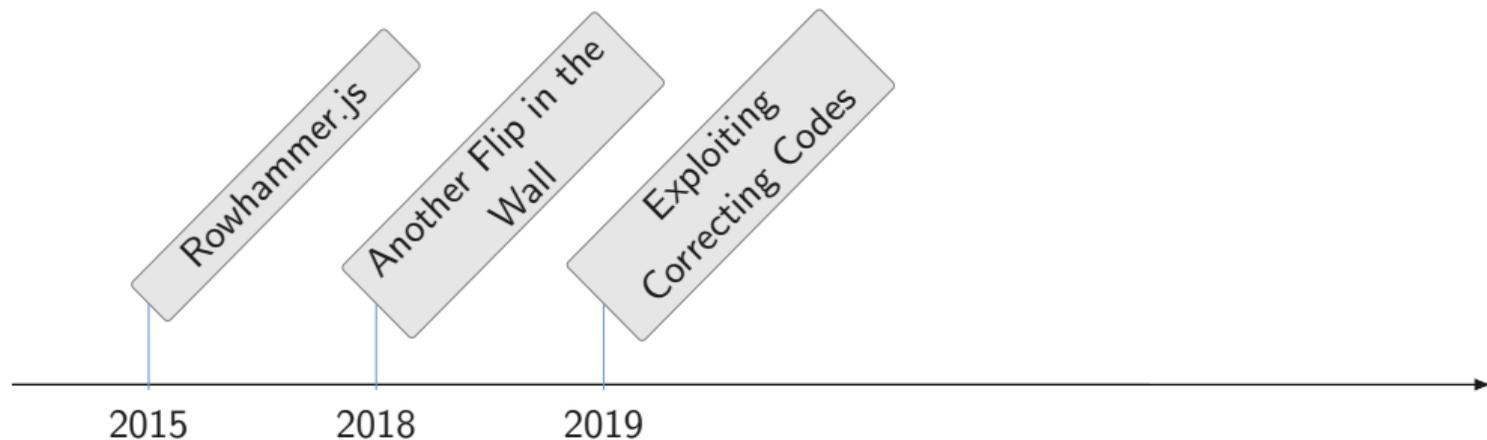 Rowhammer.js
Another Flip in the
Wall
Exploiting
Correcting Codes
2015
2018
2019